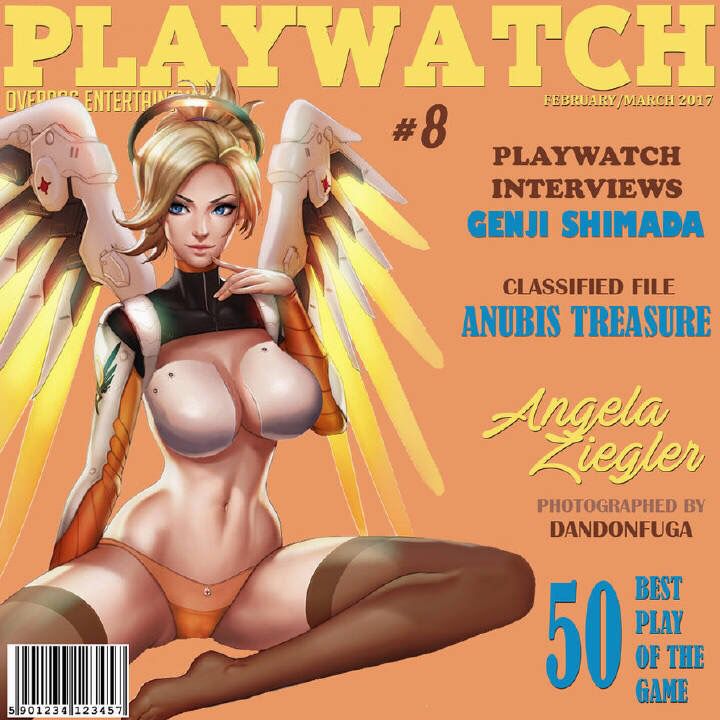 PLAYWATCH
FEBRUARY/MARCH 2017
#8
PLAYWATCH
INTERVIEWS
GENJI SHIMADA
CLASSIFIED FILE
ANUBIS TREASURE
Angela
Ziegler
PHOTOGRAPHED BY
DANDONFUGA
50 BEST
PLAY
OF THE
GAME
5 901234 123457